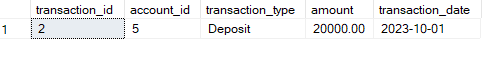 transaction_id account_id transaction_type amount transaction_date
1 2 5 Deposit 20000.00 2023-10-01